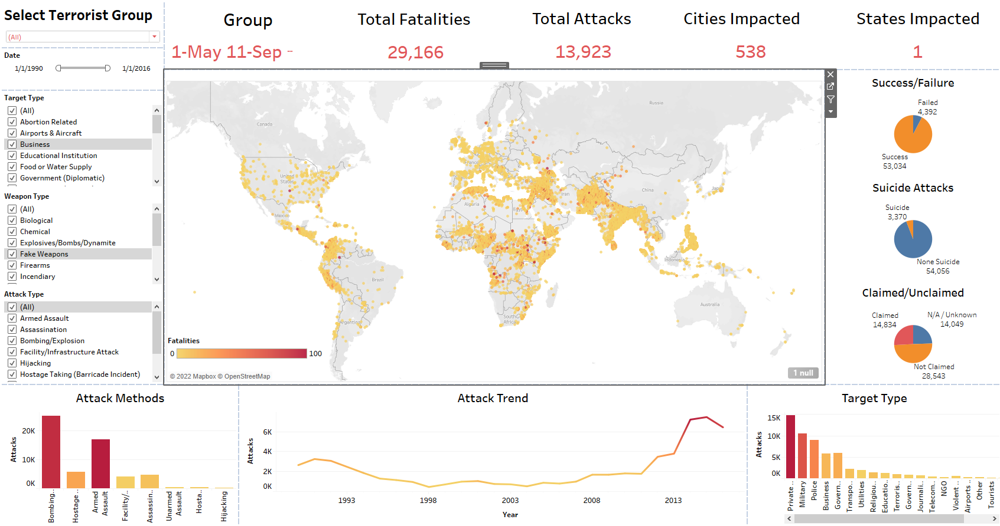 Select Terrorist Group
(All)
Date
1/1/1990
1/1/2016
Target Type
(All)
Abortion Related
Airports & Aircraft
Business
Educational Institution
Food or Water Supply
Government (Diplomatic)
Weapon Type
(All)
Biological
Chemical
Explosives/Bombs/Dynamite
Fake Weapons
Firearms
Incendiary
Attack Type
(All)
Armed Assault
Assassination
Bombing/Explosion
Facility/Infrastructure Attack
Hijacking
Hostage Taking (Barricade Incident)
Group
1-May 11-Sep ...
Total Fatalities
29,166
Total Attacks
13,923
Cities Impacted
538
States Impacted
1
Russia
Canada
United
States
Mexico
Brazil
Argentina
France
Algeria
Egypt
Iran
China
Indonesia
South
Africa
Australia
Fatalities
0
100
© 2022 Mapbox © OpenStreetMap
1 null
Success/Failure
Failed
4,392
Success
53,034
Suicide Attacks
Suicide
3,370
None Suicide
54,056
Claimed/Unclaimed
Claimed
14,834
N/A / Unknown
14,049
Not Claimed
28,543
Attack Methods
Attacks
20K
10K
0K
Bombing..
Hostage ..
Armed
Assault
Facility/..
Assassin..
Unarmed
Assault
Hosta..
Hijacking
Attack Trend
Attacks
6K
4K
2K
0K
1993
1998
2003
2008
2013
Year
Target Type
Attacks
15K
10K
5K
0K
Private ..
Military
Police
Business
Govern..
Transpo..
Utilities
Religiou..
Educatio..
Terroris..
Govern..
Journali..
Telecom..
NGO
Violent ..
Airports ..
Other
Tourists